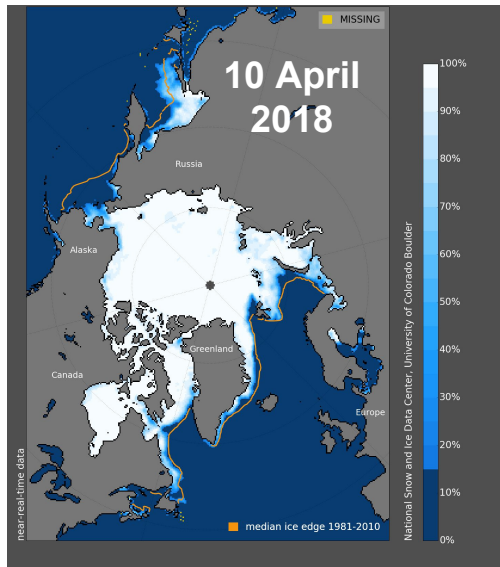 MISSING
10 April
2018
100%
90%
80%
70%
60%
50%
40%
30%
20%
10%
0%
Russia
Alaska
Greenland
Canada
Europe
National Snow and Ice Data Center, University of Colorado Boulder
near-real-time data
median ice edge 1981-2010